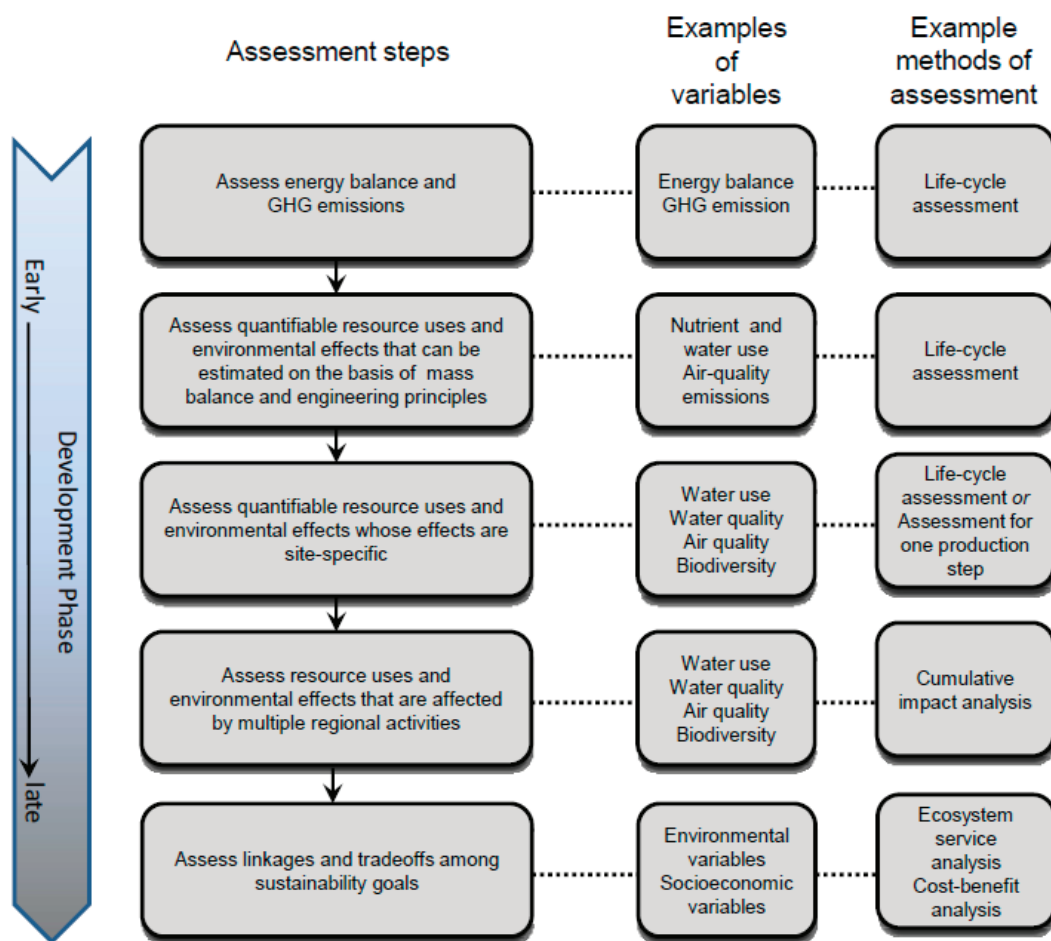 Assessment steps
Examples
of
variables
Example
methods of
assessment
Early
Development Phase
late
Assess energy balance and
GHG emissions
Energy balance
GHG emission
Life-cycle
assessment
Assess quantifiable resource uses and
environmental effects that can be
estimated on the basis of mass
balance and engineering principles
Nutrient and
water use
Air-quality
emissions
Life-cycle
assessment
Assess quantifiable resource uses and
environmental effects whose effects are
site-specific
Water use
Water quality
Air quality
Biodiversity
Life-cycle
assessment or
Assessment for
one production
step
Assess resource uses and
environmental effects that are affected
by multiple regional activities
Water use
Water quality
Air quality
Biodiversity
Cumulative
impact analysis
Assess linkages and tradeoffs among
sustainability goals
Environmental
variables
Socioeconomic
variables
Ecosystem
service
analysis
Cost-benefit
analysis